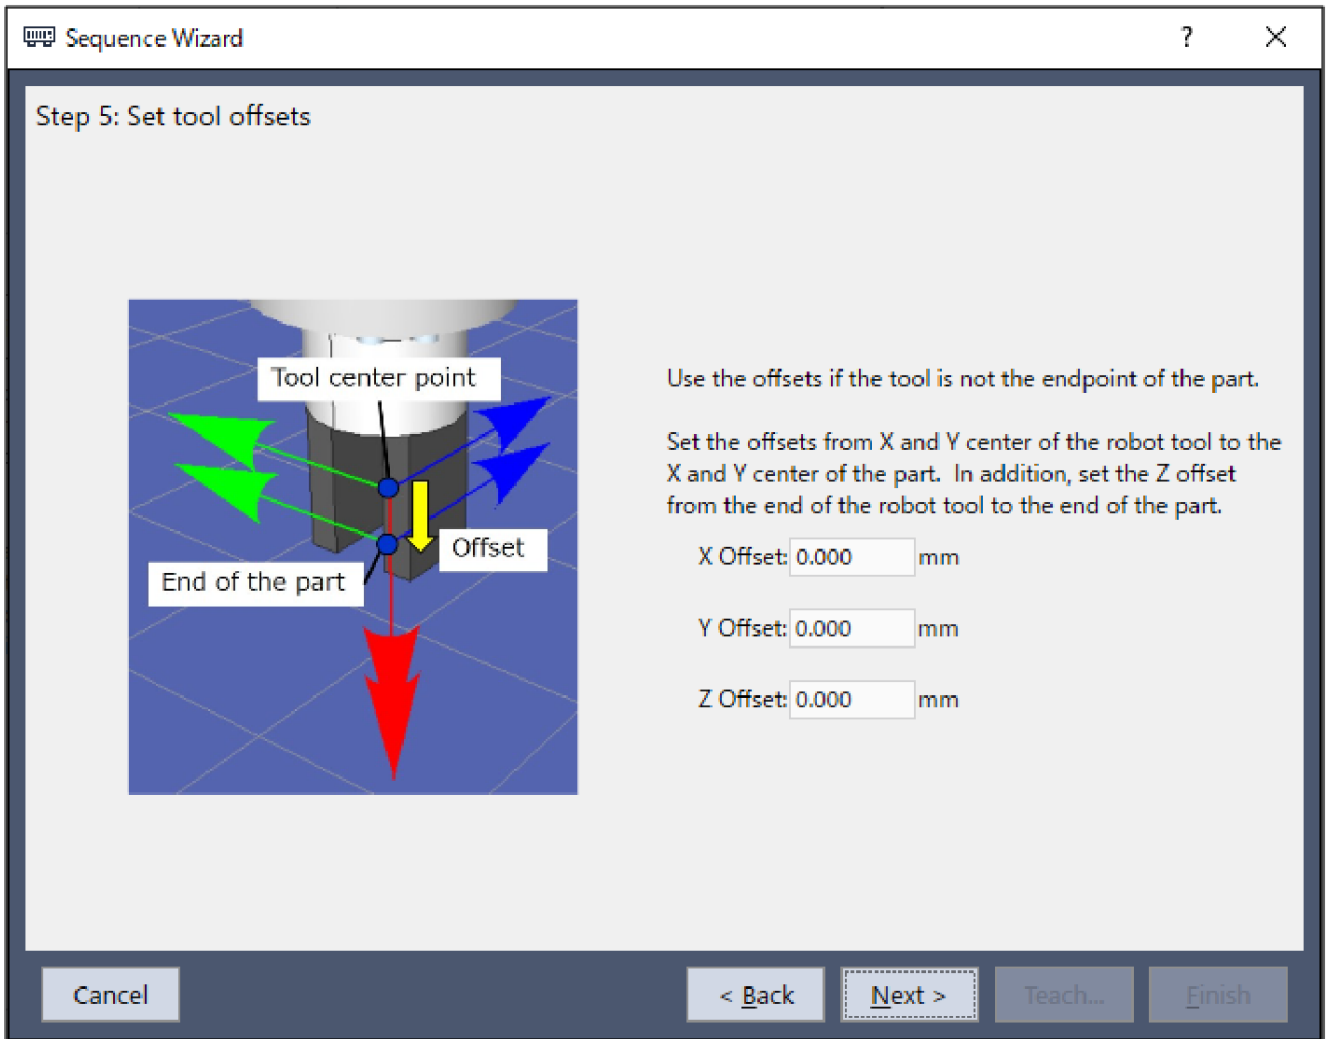 Sequence Wizard
?
Step 5: Set tool offsets
Tool center point
Offset
End of the part
Use the offsets if the tool is not the endpoint of the part.
Set the offsets from X and Y center of the robot tool to the
X and Y center of the part. In addition, set the Z offset
from the end of the robot tool to the end of the part.
X Offset: 0.000 mm
Y Offset: 0.000 mm
Z Offset: 0.000 mm
Cancel
< Back
Next >
Teach...
Finish